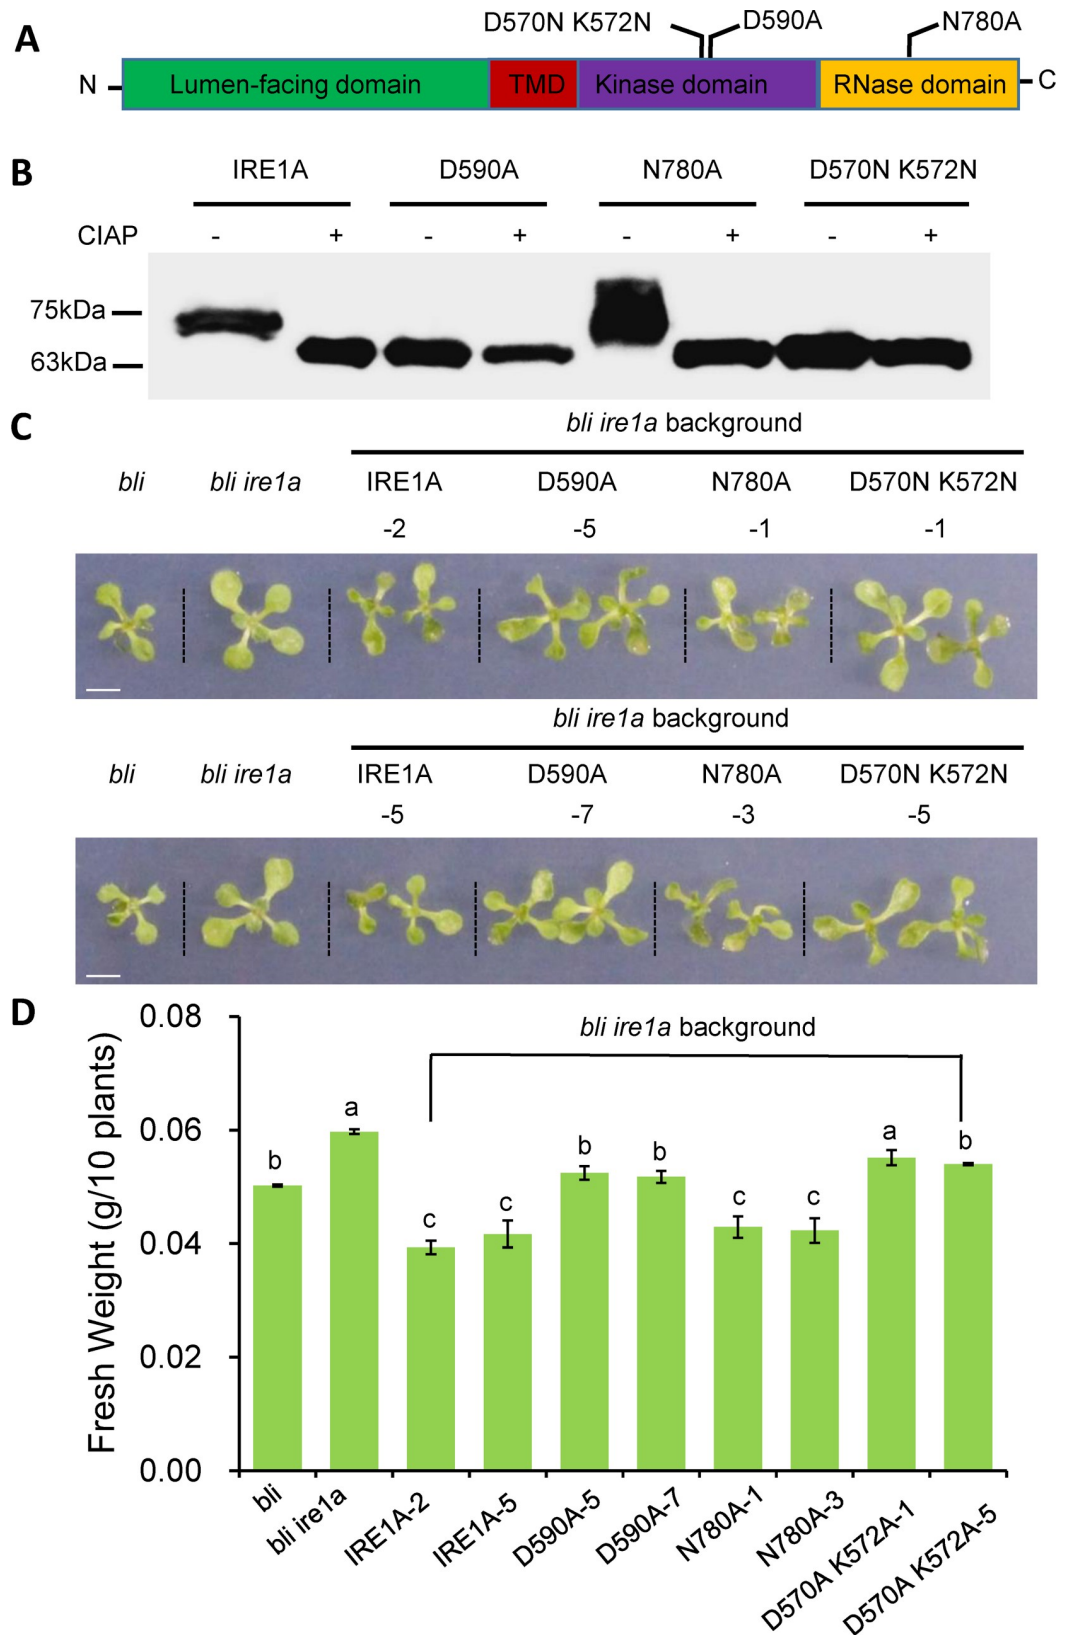 A
D570N K572N D590A N780A
N Lumen-facing domain TMD Kinase domain RNase domain C
B
IRE1A D590A N780A D570N K572N
CIAP - + - + - + - +
75kDa
63kDa
C
bli ire1a background
bli bli ire1a IRE1A D590A N780A D570N K572N
-2 -5 -1 -1
bli ire1a background
bli bli ire1a IRE1A D590A N780A D570N K572N
-5 -7 -3 -5
D
bli ire1a background
Fresh Weight (g/10 plants)
0.08
0.06
0.04
0.02
0.00
b a c c b b c c a b
bli
bli ire1a
IRE1A-2
IRE1A-5
D590A-5
D590A-7
N780A-1
N780A-3
D570A K572A-1
D570A K572A-5